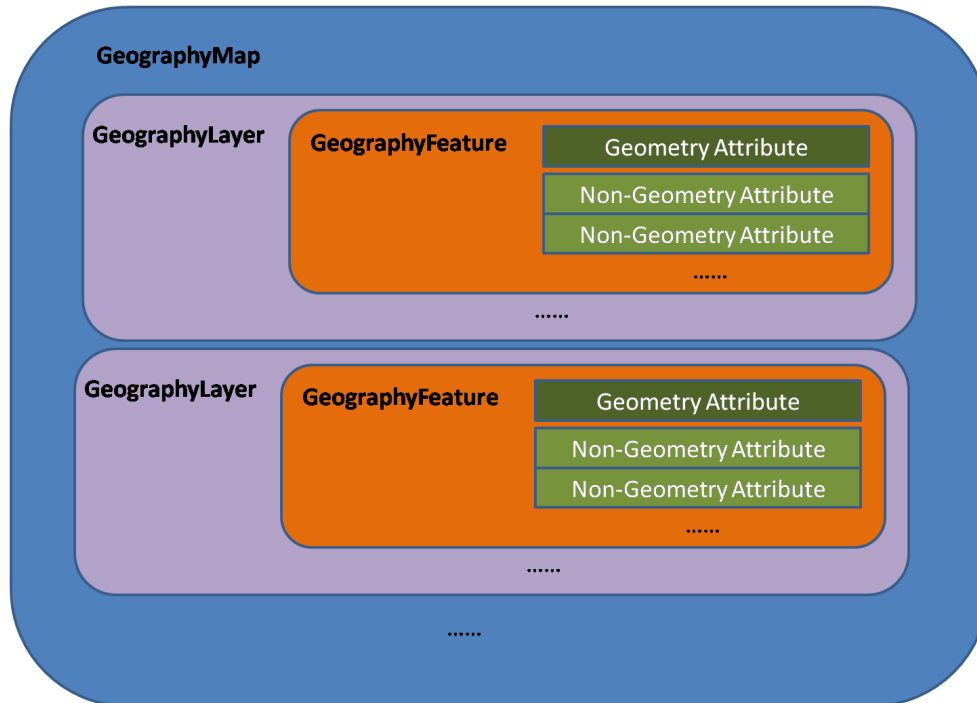 GeographyMap
GeographyLayer
GeographyFeature
Geometry Attribute
Non-Geometry Attribute
Non-Geometry Attribute
......
......
GeographyLayer
GeographyFeature
Geometry Attribute
Non-Geometry Attribute
Non-Geometry Attribute
......
......
......